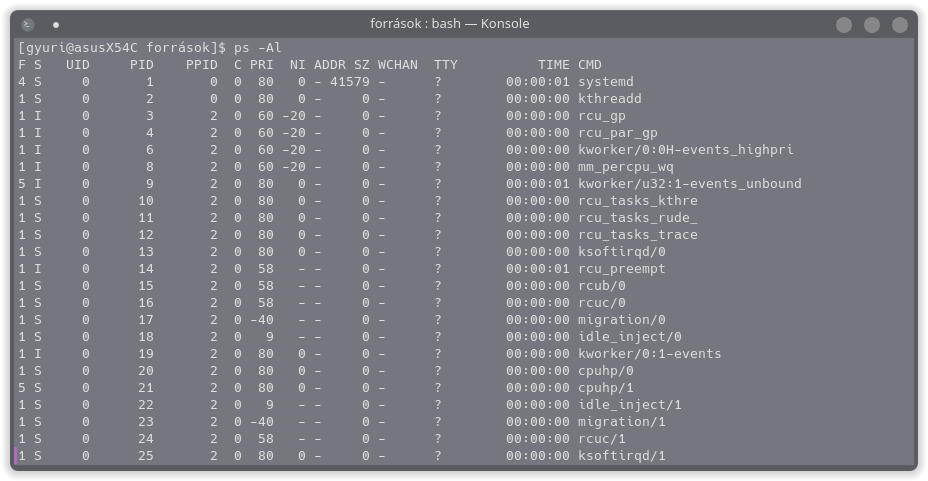 források : bash — Konsole
[gyuri@asusX54C források]$ ps -Al
F S   UID     PID    PPID  C PRI  NI ADDR SZ WCHAN  TTY          TIME CMD
4 S     0       1       0  0  80   0 - 41579 -      ?        00:00:01 systemd
1 S     0       2       0  0  80   0 -     0 -      ?        00:00:00 kthreadd
1 I     0       3       2  0  60 -20 -     0 -      ?        00:00:00 rcu_gp
1 I     0       4       2  0  60 -20 -     0 -      ?        00:00:00 rcu_par_gp
1 I     0       6       2  0  60 -20 -     0 -      ?        00:00:00 kworker/0:0H-events_highpri
1 I     0       8       2  0  60 -20 -     0 -      ?        00:00:00 mm_percpu_wq
5 I     0       9       2  0  80   0 -     0 -      ?        00:00:01 kworker/u32:1-events_unbound
1 S     0      10       2  0  80   0 -     0 -      ?        00:00:00 rcu_tasks_kthre
1 S     0      11       2  0  80   0 -     0 -      ?        00:00:00 rcu_tasks_rude_
1 S     0      12       2  0  80   0 -     0 -      ?        00:00:00 rcu_tasks_trace
1 S     0      13       2  0  80   0 -     0 -      ?        00:00:00 ksoftirqd/0
1 I     0      14       2  0  58   - -     0 -      ?        00:00:01 rcu_preempt
1 S     0      15       2  0  58   - -     0 -      ?        00:00:00 rcub/0
1 S     0      16       2  0  58   - -     0 -      ?        00:00:00 rcuc/0
1 S     0      17       2  0 -40   - -     0 -      ?        00:00:00 migration/0
1 S     0      18       2  0   9   - -     0 -      ?        00:00:00 idle_inject/0
1 I     0      19       2  0  80   0 -     0 -      ?        00:00:00 kworker/0:1-events
1 S     0      20       2  0  80   0 -     0 -      ?        00:00:00 cpuhp/0
5 S     0      21       2  0  80   0 -     0 -      ?        00:00:00 cpuhp/1
1 S     0      22       2  0   9   - -     0 -      ?        00:00:00 idle_inject/1
1 S     0      23       2  0 -40   - -     0 -      ?        00:00:00 migration/1
1 S     0      24       2  0  58   - -     0 -      ?        00:00:00 rcuc/1
1 S     0      25       2  0  80   0 -     0 -      ?        00:00:00 ksoftirqd/1